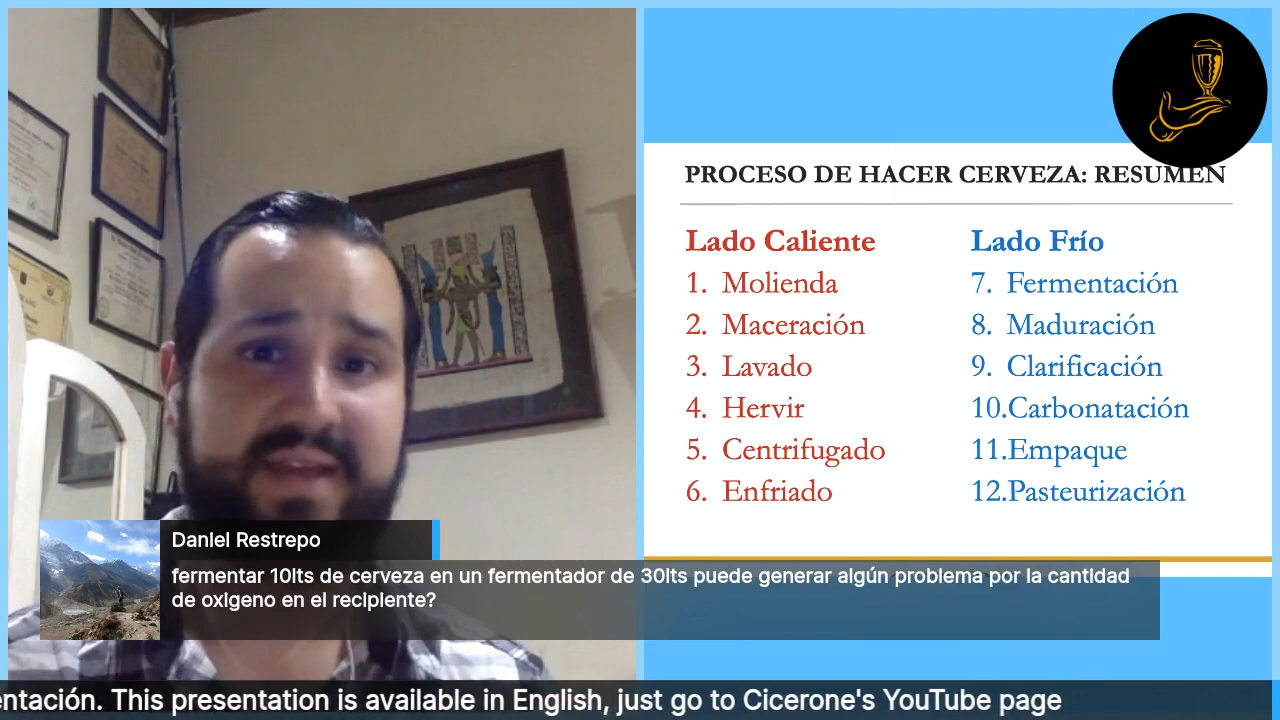 PROCESO DE HACER CERVEZA: RESUMEN
Lado Caliente
1. Molienda
2. Maceración
3. Lavado
4. Hervir
5. Centrifugado
6. Enfriado
Lado Frío
7. Fermentación
8. Maduración
9. Clarificación
10.Carbonatación
11.Empaque
12.Pasteurización
Daniel Restrepo
fermentar 10lts de cerveza en un fermentador de 30lts puede generar algún problema por la cantidad
de oxigeno en el recipiente?
entación. This presentation is available in English, just go to Cicerone's YouTube page